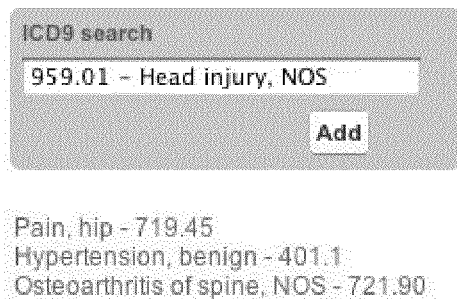 ICD9 search
959.01 – Head injury, NOS
Add
Pain, hip - 719.45
Hypertension, benign - 401.1
Osteoarthritis of spine, NOS - 721.90